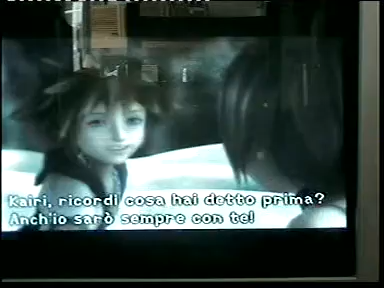 Kairi, ricordi cosa hai detto prima?
Anch'io sarò sempre con te!